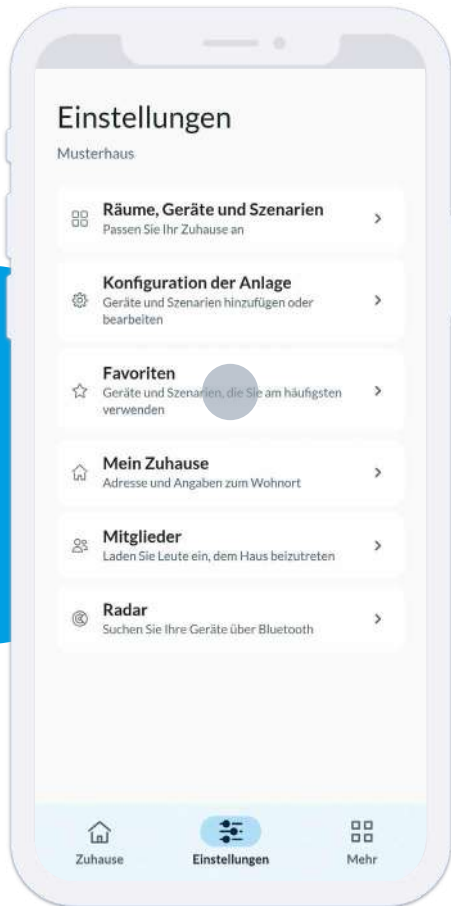 Einstellungen
Musterhaus
Räume, Geräte und Szenarien
Passen Sie Ihr Zuhause an
Konfiguration der Anlage
Geräte und Szenarien hinzufügen oder
bearbeiten
Favoriten
Geräte und Szenarien, die Sie am häufigsten
verwenden
Mein Zuhause
Adresse und Angaben zum Wohnort
Mitglieder
Laden Sie Leute ein, dem Haus beizutreten
Radar
Suchen Sie Ihre Geräte über Bluetooth
Zuhause
Einstellungen
Mehr